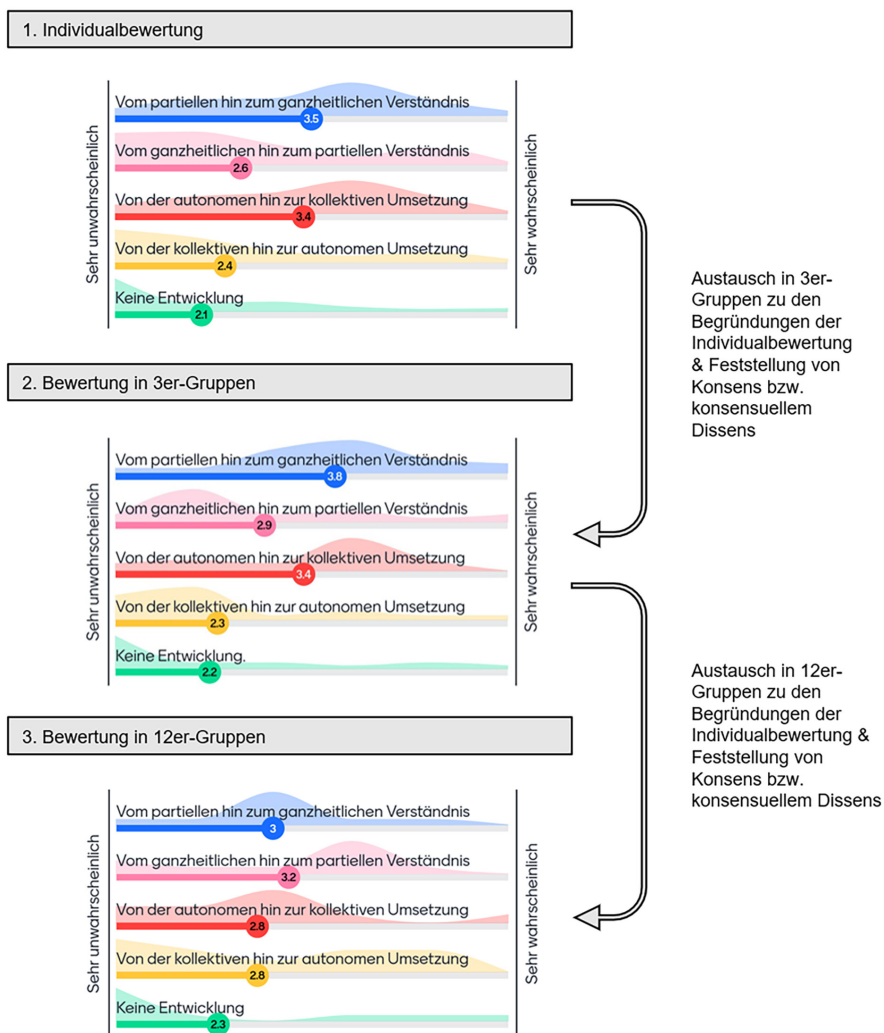 1. Individualbewertung
Sehr unwahrscheinlich
Vom partiellen hin zum ganzheitlichen Verständnis
3.5
Vom ganzheitlichen hin zum partiellen Verständnis
2.6
Von der autonomen hin zur kollektiven Umsetzung
3.4
Von der kollektiven hin zur autonomen Umsetzung
2.4
Keine Entwicklung
2.1
Sehr wahrscheinlich
Austausch in 3er-
Gruppen zu den
Begründungen der
Individualbewertung
& Feststellung von
Konsens bzw.
konsensuellem
Dissens
2. Bewertung in 3er-Gruppen
Sehr unwahrscheinlich
Vom partiellen hin zum ganzheitlichen Verständnis
3.8
Vom ganzheitlichen hin zum partiellen Verständnis
2.9
Von der autonomen hin zur kollektiven Umsetzung
3.4
Von der kollektiven hin zur autonomen Umsetzung
2.3
Keine Entwicklung.
2.2
Sehr wahrscheinlich
Austausch in 12er-
Gruppen zu den
Begründungen der
Individualbewertung &
Feststellung von
Konsens bzw.
konsensuellem Dissens
3. Bewertung in 12er-Gruppen
Sehr unwahrscheinlich
Vom partiellen hin zum ganzheitlichen Verständnis
3
Vom ganzheitlichen hin zum partiellen Verständnis
3.2
Von der autonomen hin zur kollektiven Umsetzung
2.8
Von der kollektiven hin zur autonomen Umsetzung
2.8
Keine Entwicklung
2.3
Sehr wahrscheinlich